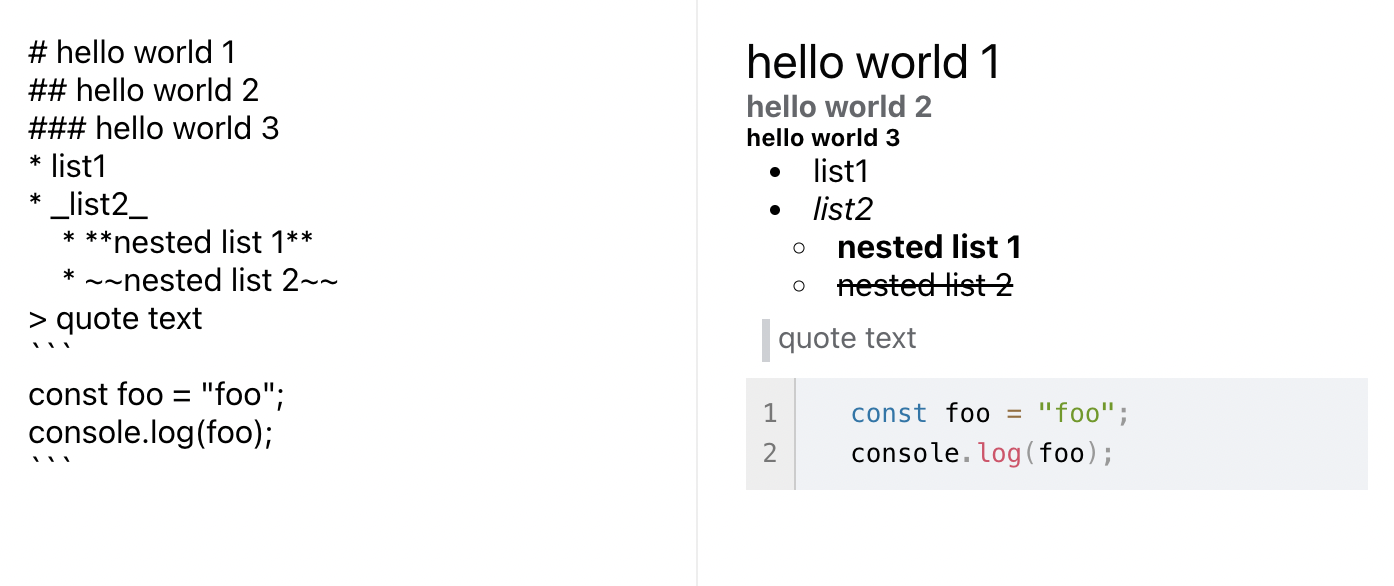 # hello world 1
## hello world 2
### hello world 3
* list1
* _list2_
    * **nested list 1**
    * ~~nested list 2~~
> quote text
```
const foo = "foo";
console.log(foo);
```
hello world 1
hello world 2
hello world 3
• list1
• list2
◦ nested list 1
◦ nested list 2
quote text
1 const foo = "foo";
2 console.log(foo);